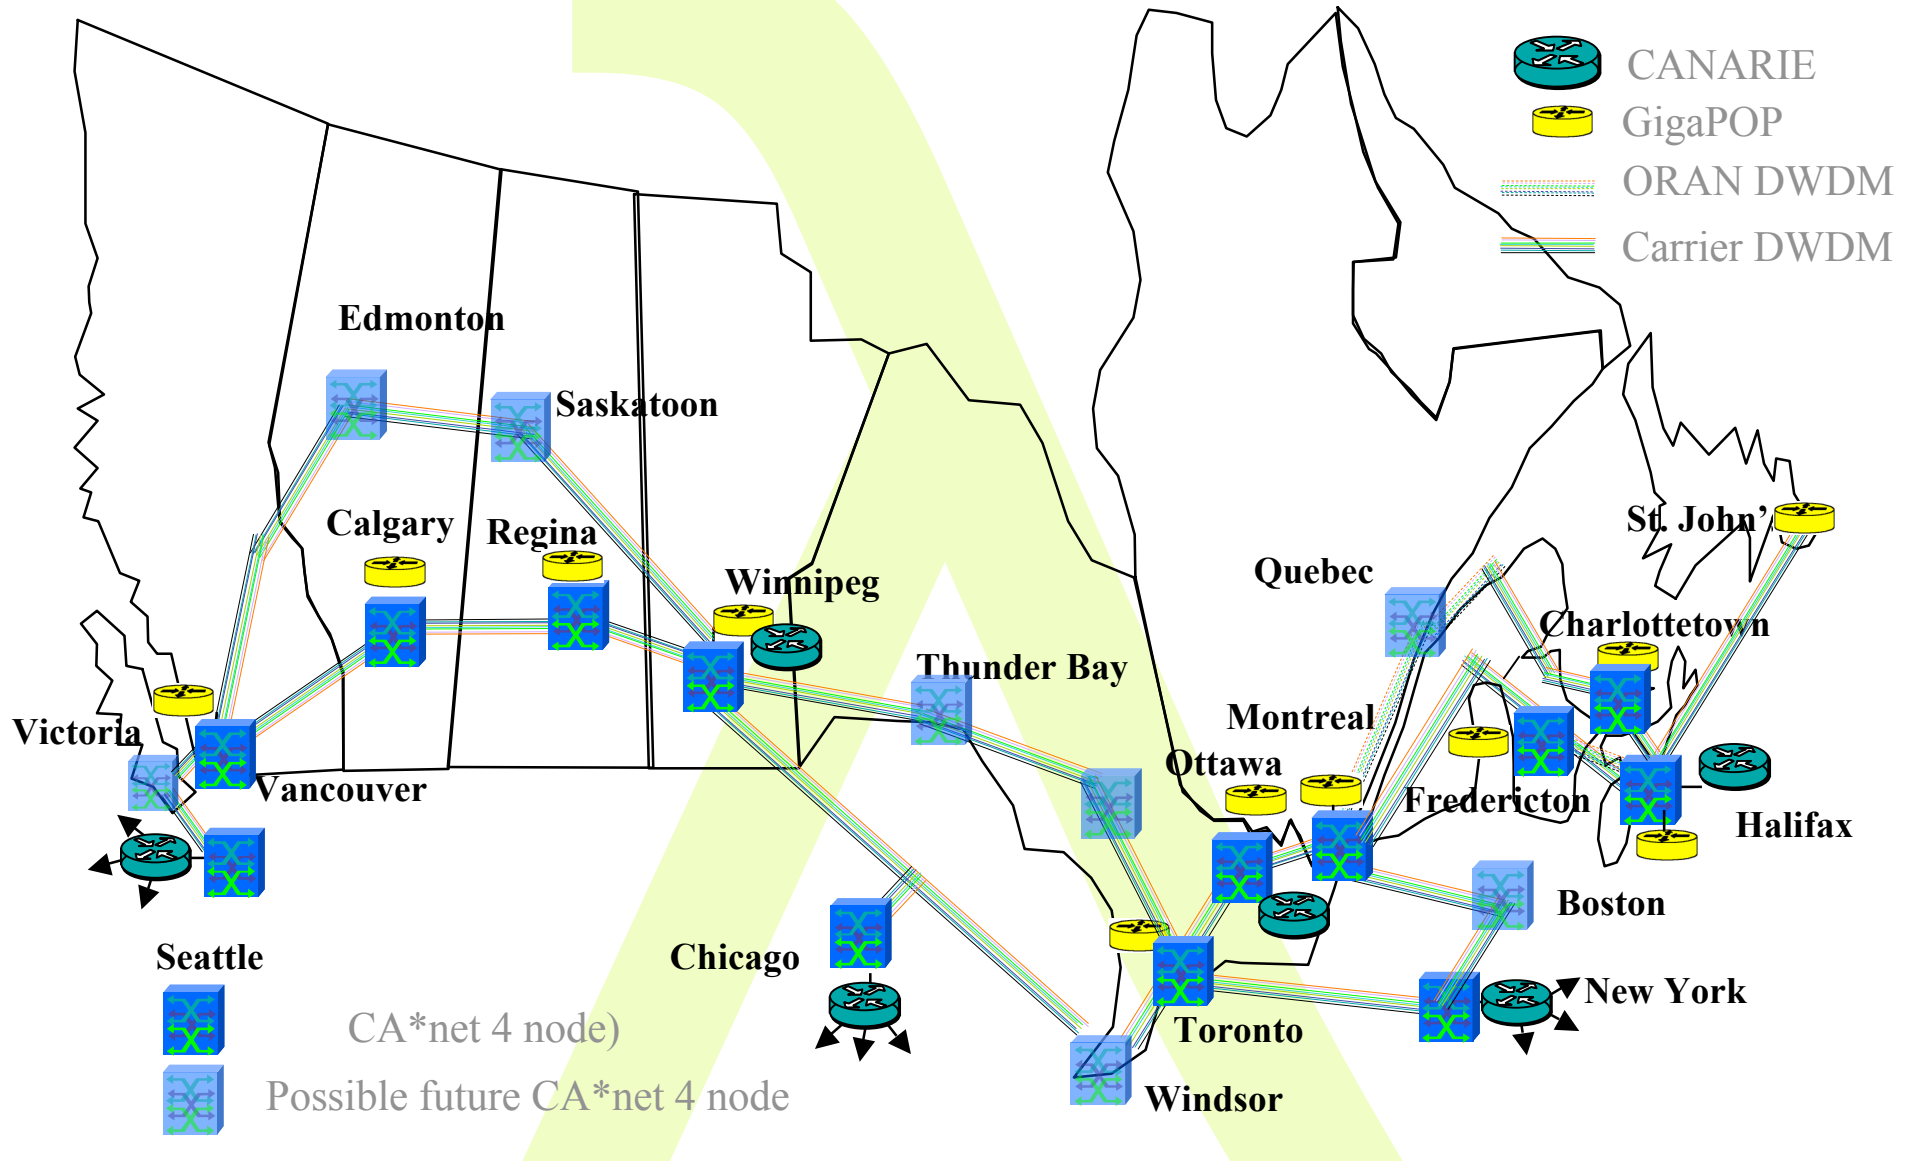 CANARIE
GigaPOP
ORAN DWDM
Carrier DWDM
Edmonton
Saskatoon
Calgary
Regina
St. John'
Winnipeg
Quebec
Charlottetown
Thunder Bay
Victoria
Montreal
Ottawa
Vancouver
Fredericton
Halifax
Boston
Seattle
Chicago
New York
CA*net 4 node)
Toronto
Possible future CA*net 4 node
Windsor